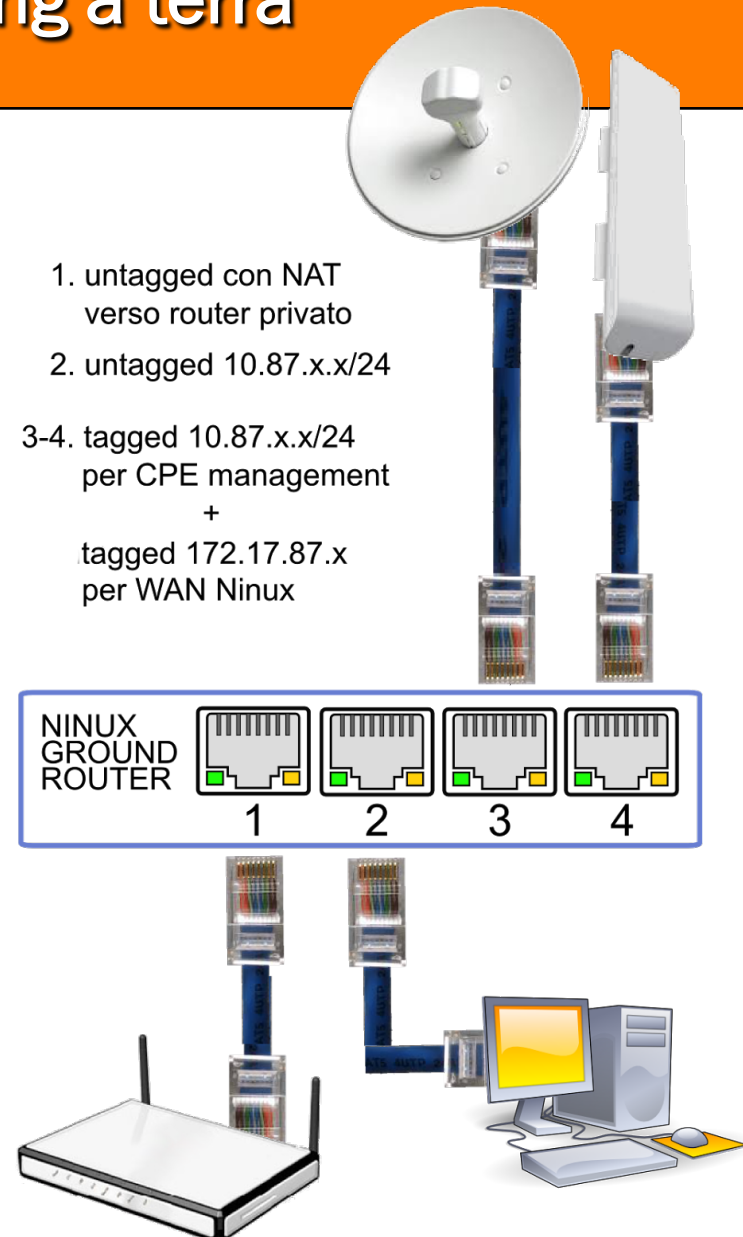 ng a terra
1. untagged con NAT
verso router privato
2. untagged 10.87.x.x/24
3-4. tagged 10.87.x.x/24
per CPE management
+
tagged 172.17.87.x
per WAN Ninux
NINUX
GROUND
ROUTER
1 2 3 4